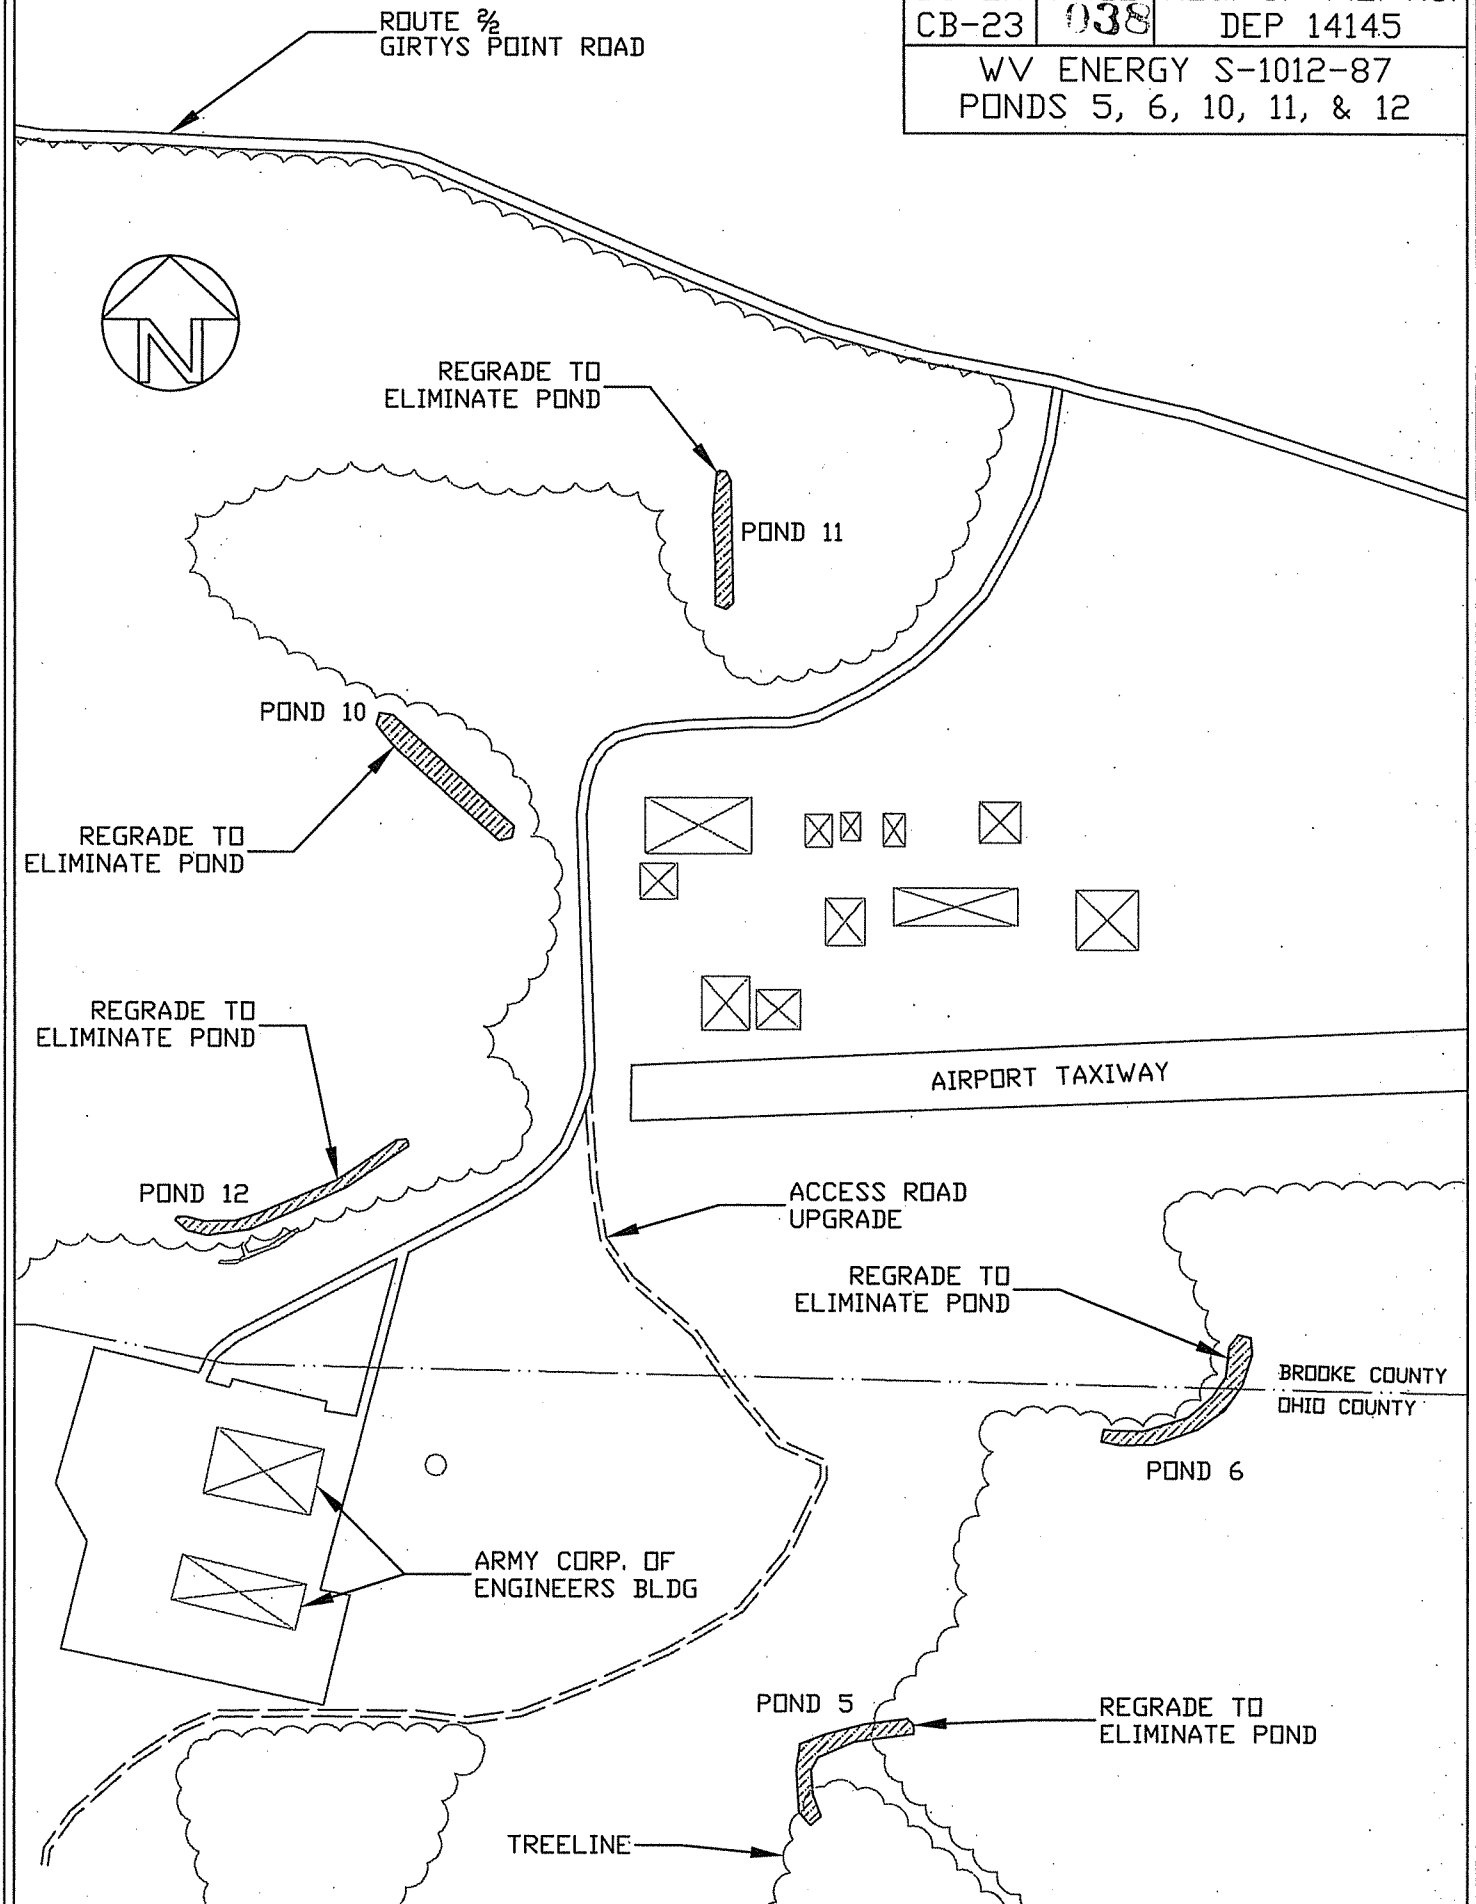 ROUTE 2/2
GIRTYS POINT ROAD
CB-23
038
DEP 14145
WV ENERGY S-1012-87
PONDS 5, 6, 10, 11, & 12
N
REGRADE TO
ELIMINATE POND
POND 11
POND 10
REGRADE TO
ELIMINATE POND
REGRADE TO
ELIMINATE POND
AIRPORT TAXIWAY
POND 12
ACCESS ROAD
UPGRADE
REGRADE TO
ELIMINATE POND
BROOKE COUNTY
OHIO COUNTY
POND 6
ARMY CORP. OF
ENGINEERS BLDG
POND 5
REGRADE TO
ELIMINATE POND
TREELINE